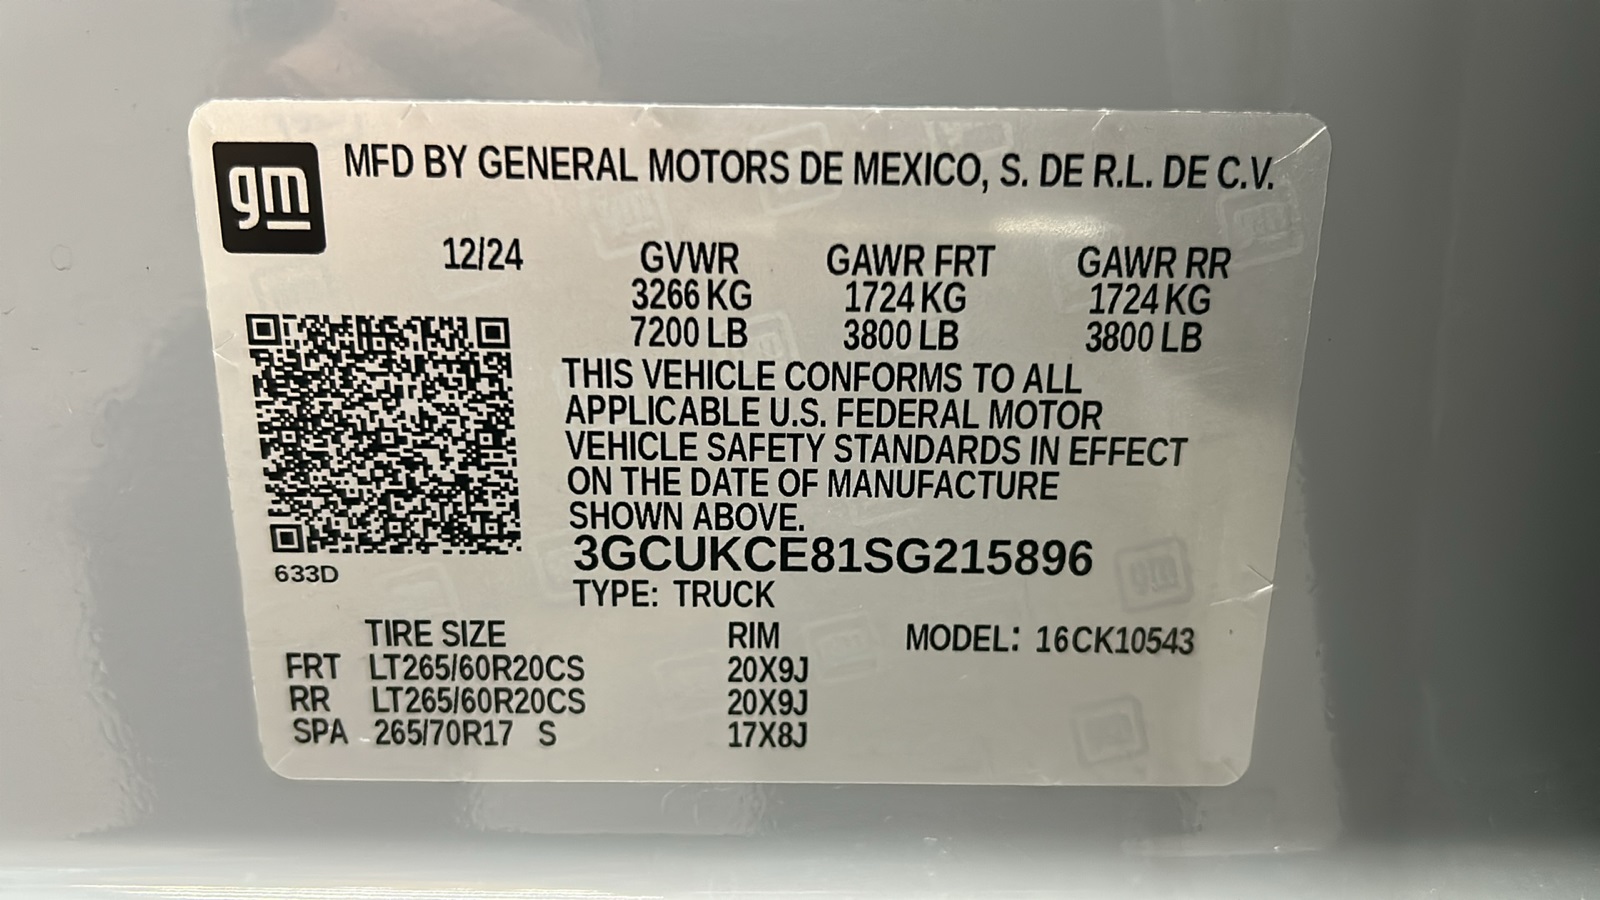 gm MFD BY GENERAL MOTORS DE MEXICO, S. DE R.L. DE C.V.
12/24 GVWR GAWR FRT GAWR RR
3266 KG 1724 KG 1724 KG
7200 LB 3800 LB 3800 LB
THIS VEHICLE CONFORMS TO ALL
APPLICABLE U.S. FEDERAL MOTOR
VEHICLE SAFETY STANDARDS IN EFFECT
ON THE DATE OF MANUFACTURE
SHOWN ABOVE.
3GCUKCE81SG215896
633D
TYPE: TRUCK
TIRE SIZE RIM MODEL: 16CK10543
FRT LT265/60R20CS 20X9J
RR LT265/60R20CS 20X9J
SPA 265/70R17 S 17X8J